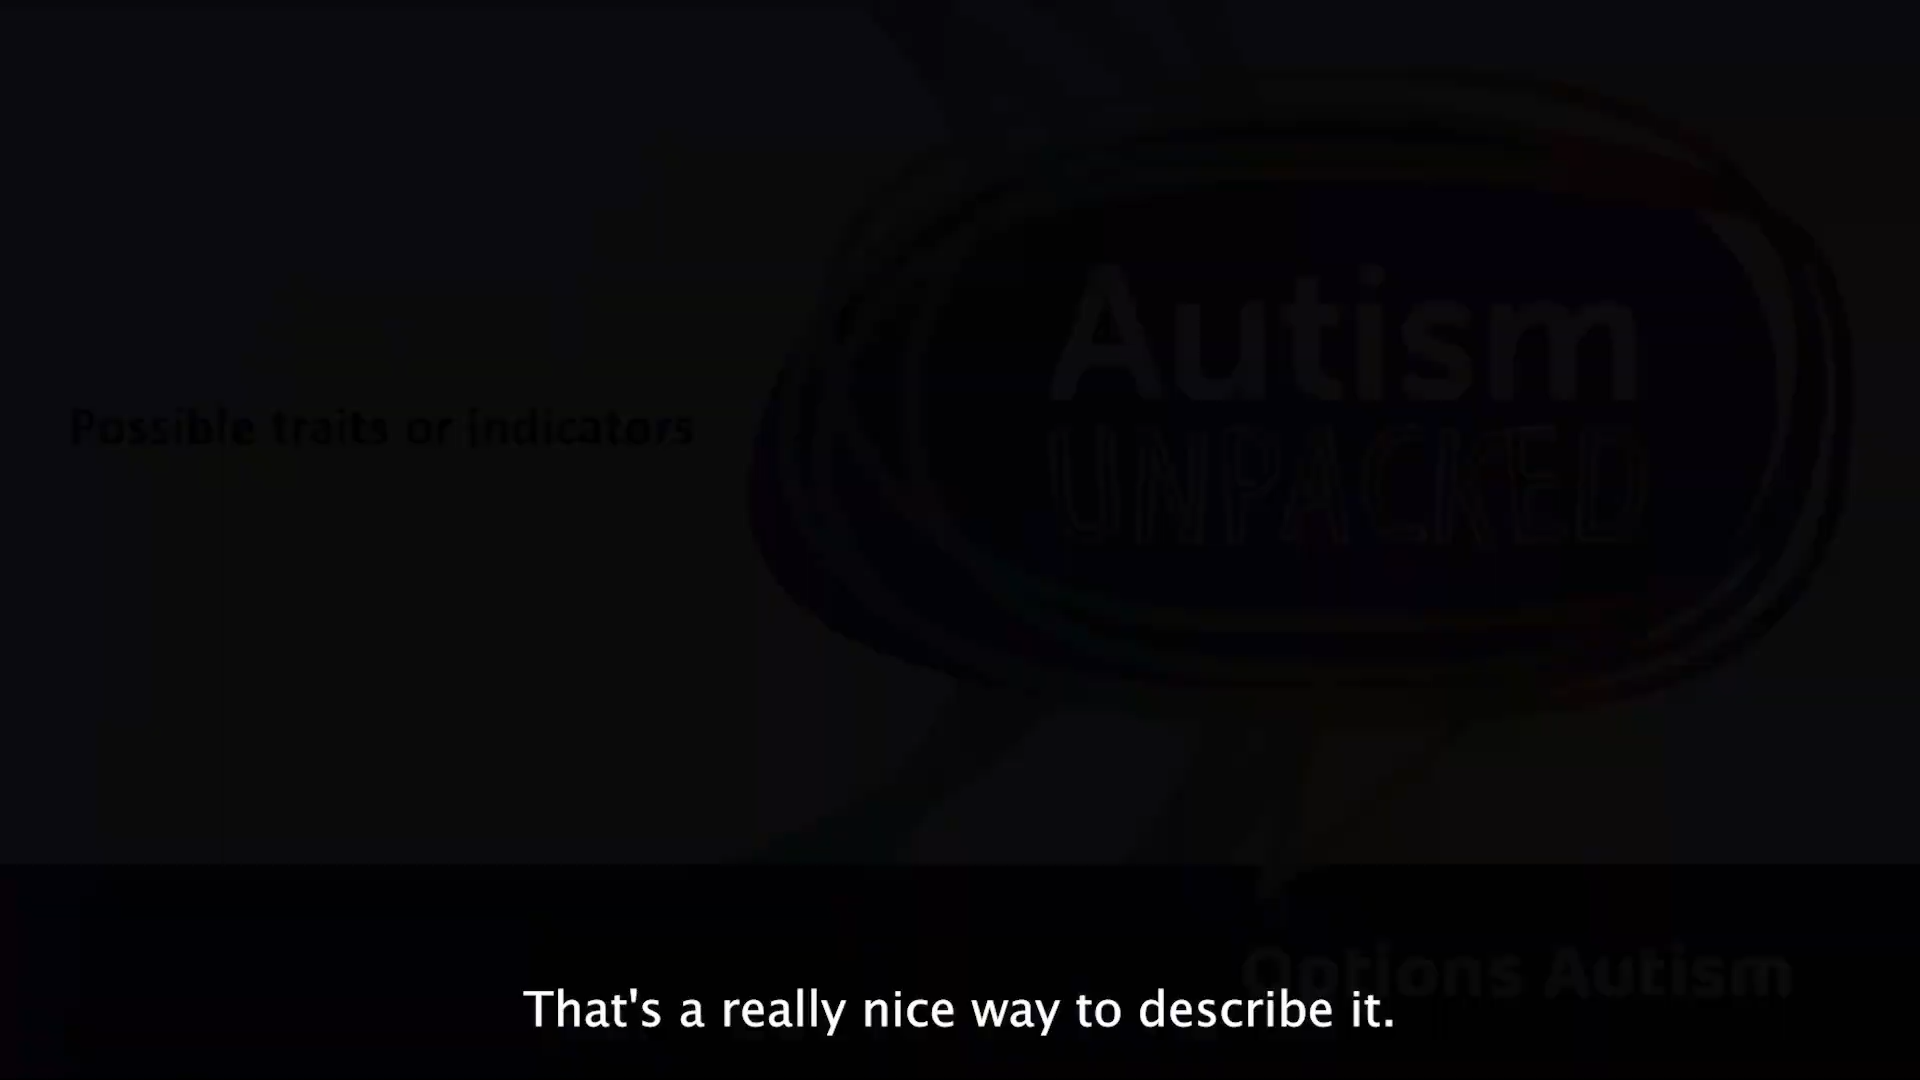 Possible traits or indicators
Autism
UNPACKED
Options Autism
That's a really nice way to describe it.